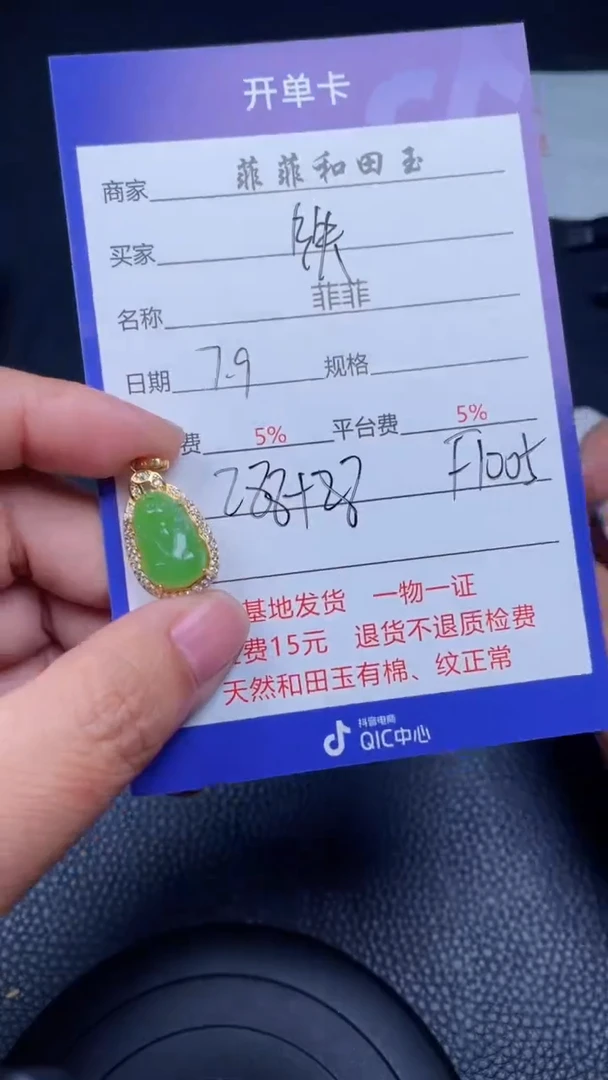 开单卡
商家 菲菲和田玉
买家
名称 菲菲
日期 7.9 规格
费 5% 平台费 5%
288+28 F1005
基地发货 一物一证
费15元 退货不退质检费
天然和田玉有棉、纹正常
抖音电商
QIC中心